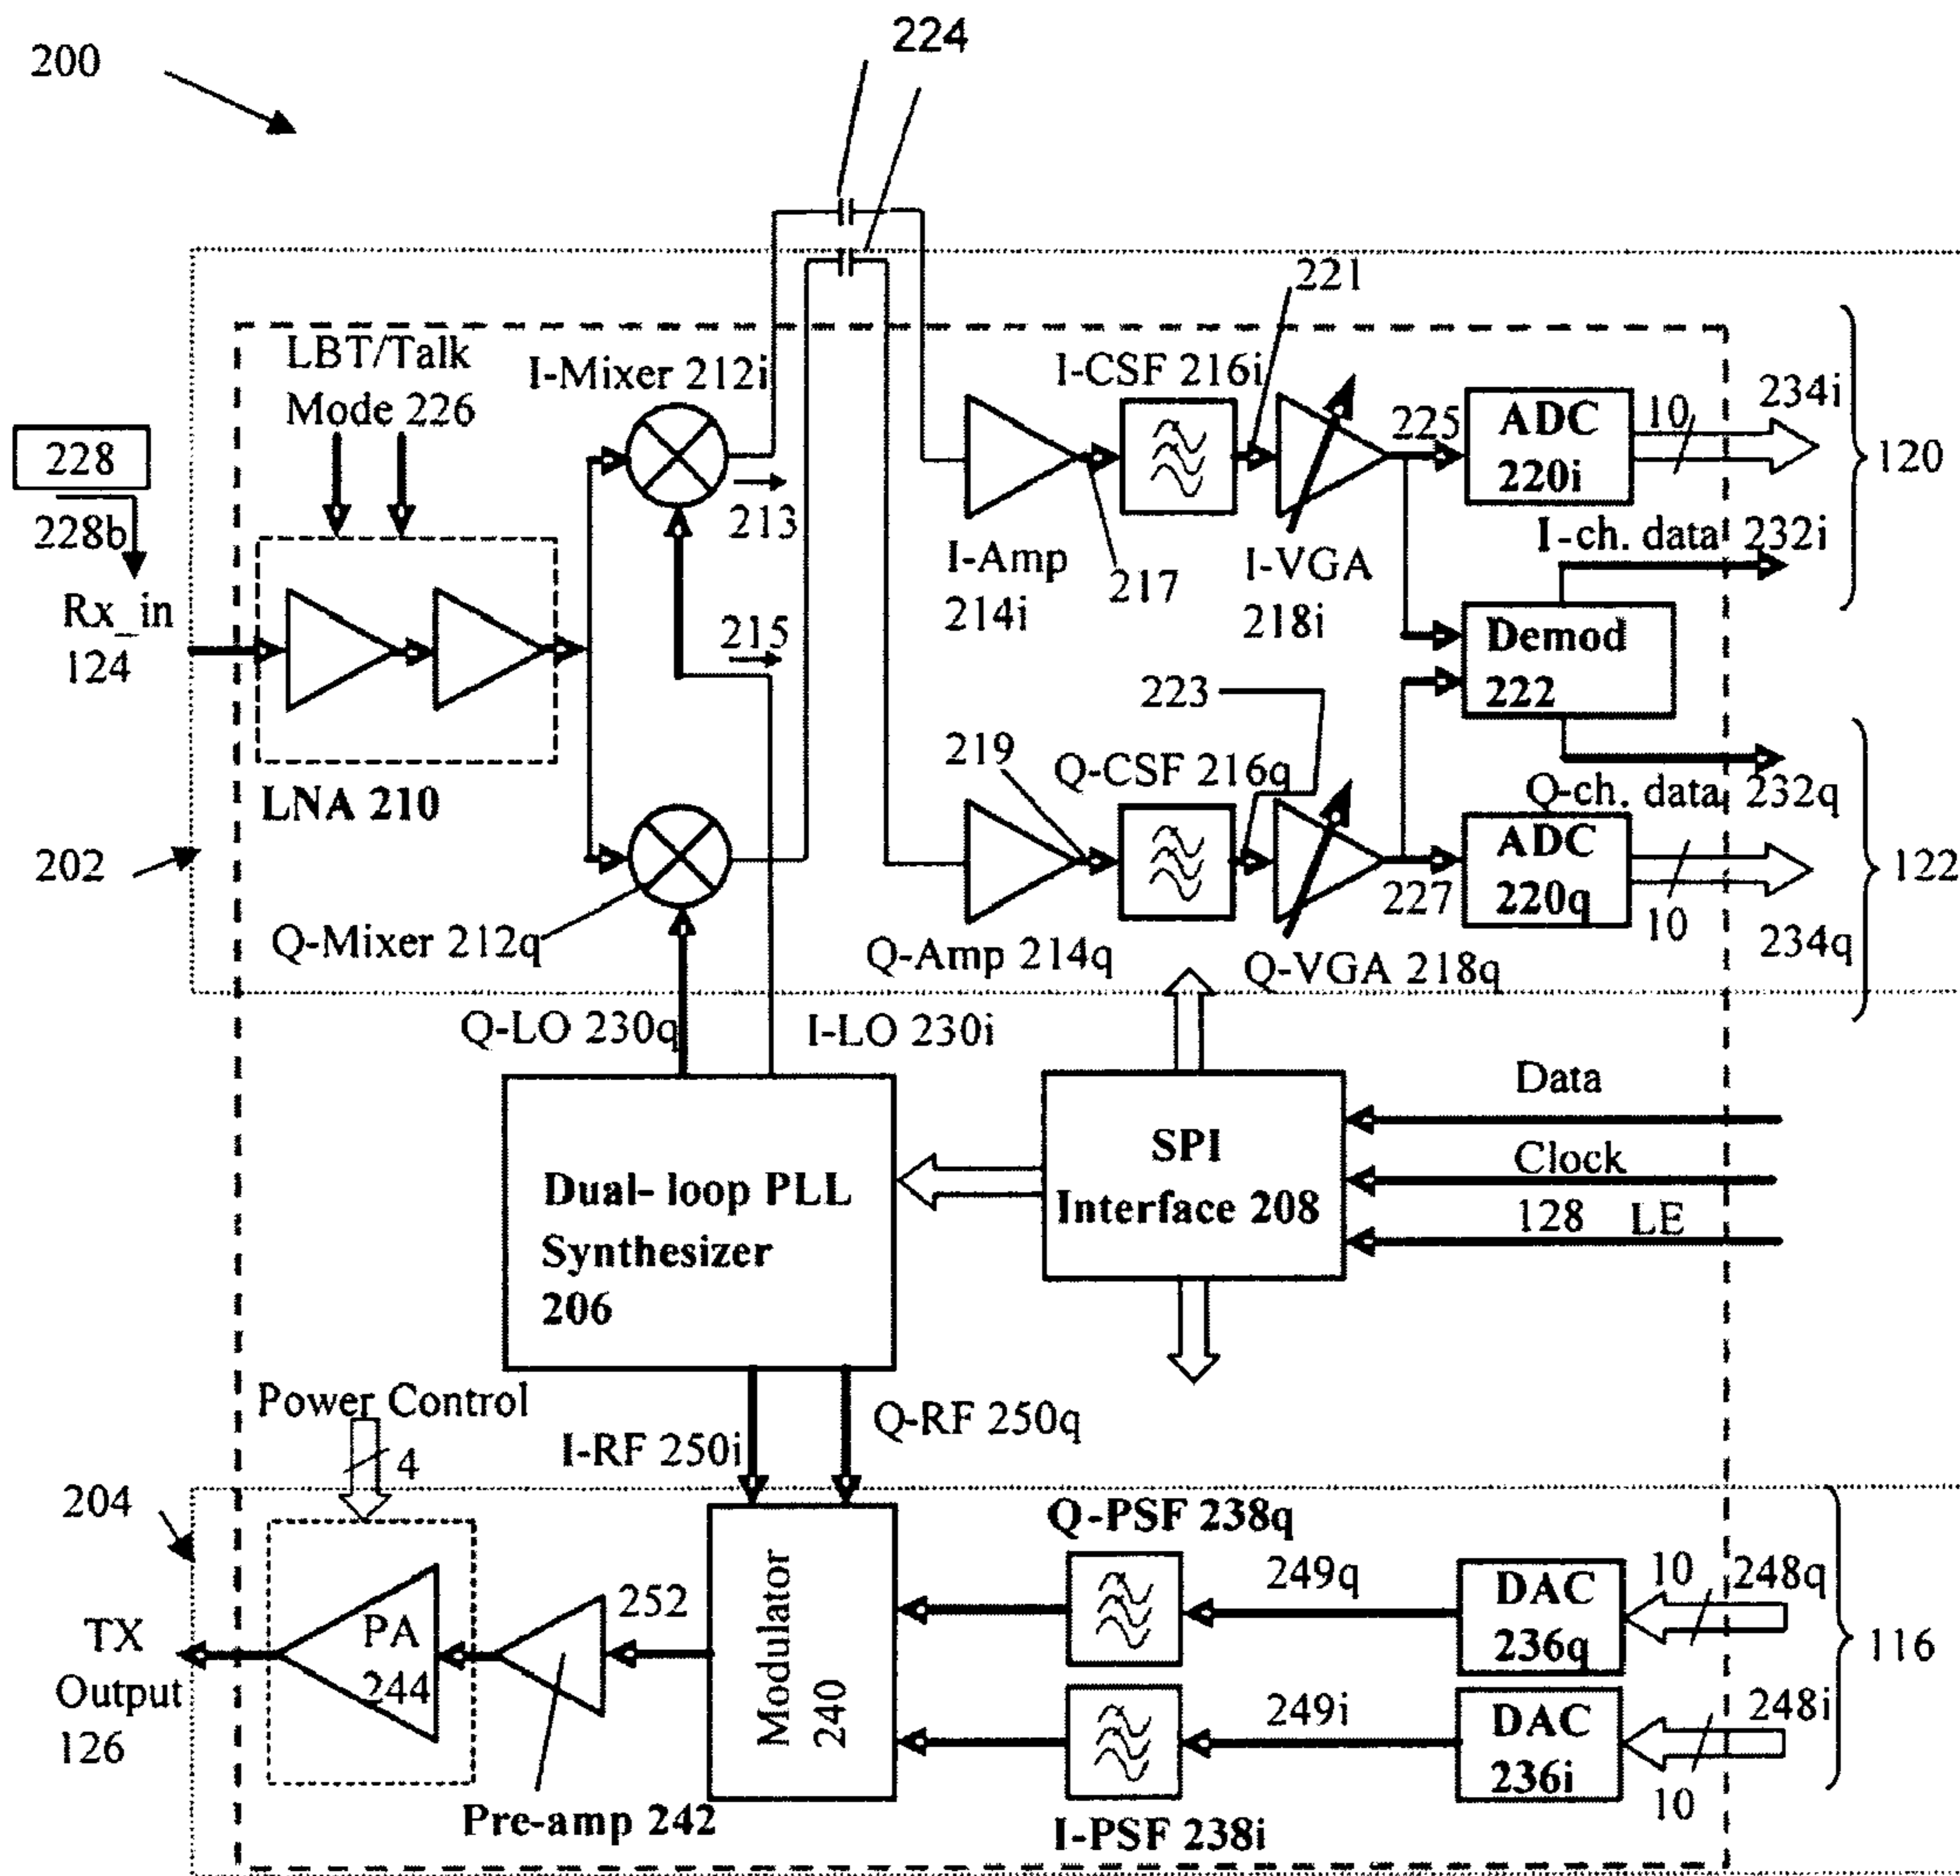 200
224
221
LBT/Talk
Mode 226
I-Mixer 212i
I-CSF 216i
228
228b
213
225
ADC
220i
10
234i
120
Rx_in
124
215
I-Amp
214i
217
I-VGA
218i
I-ch. data 232i
Demod
222
LNA 210
219
223
Q-CSF 216q
Q-ch. data 232q
202
Q-Mixer 212q
Q-Amp 214q
Q-VGA 218q
227
ADC
220q
10
234q
122
Q-LO 230q
I-LO 230i
Dual- loop PLL
Synthesizer
206
SPI
Interface 208
Data
Clock
128 LE
Power Control
4
I-RF 250i
Q-RF 250q
204
TX
Output
126
PA
244
252
Pre-amp 242
Modulator
240
Q-PSF 238q
249q
DAC
236q
10
248q
116
I-PSF 238i
249i
DAC
236i
10
248i